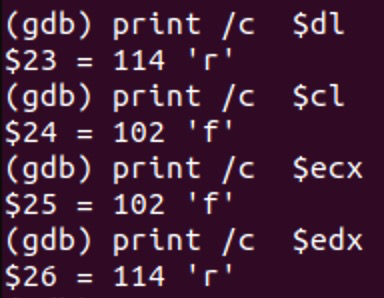 (gdb) print /c  $dl
$23 = 114 'r'
(gdb) print /c  $cl
$24 = 102 'f'
(gdb) print /c  $ecx
$25 = 102 'f'
(gdb) print /c  $edx
$26 = 114 'r'